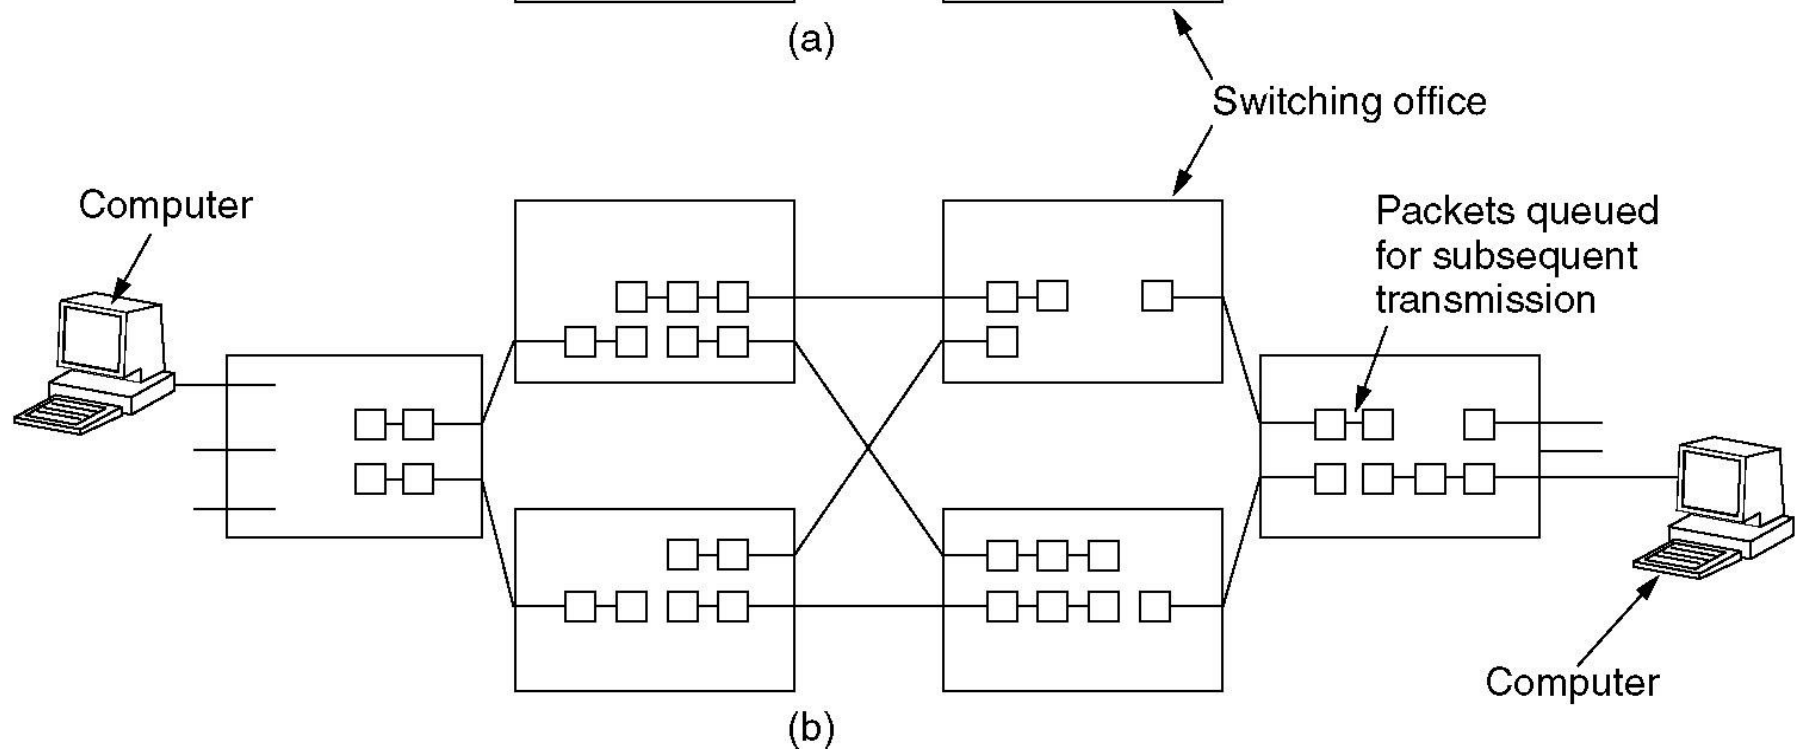 (a)
Switching office
Computer
Packets queued
for subsequent
transmission
Computer
(b)